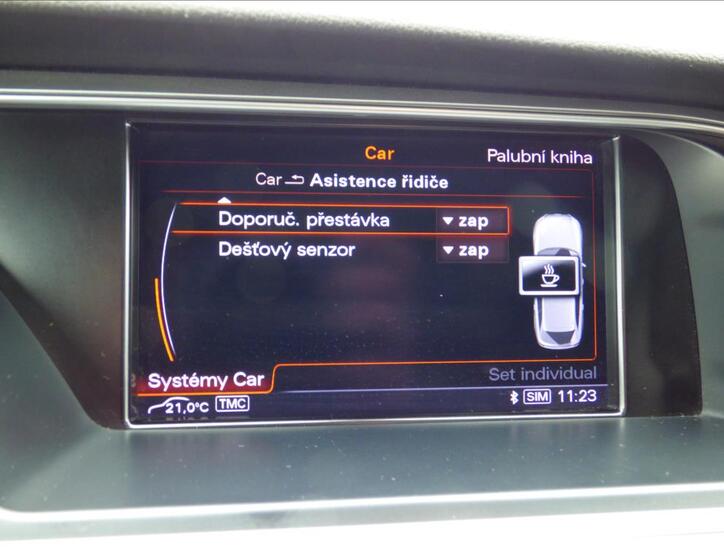 Car
Palubní kniha
Car Asistence řidiče
Doporuč. přestávka zap
Dešťový senzor zap
Systémy Car
Set individual
21,0°C TMC
SIM 11:23